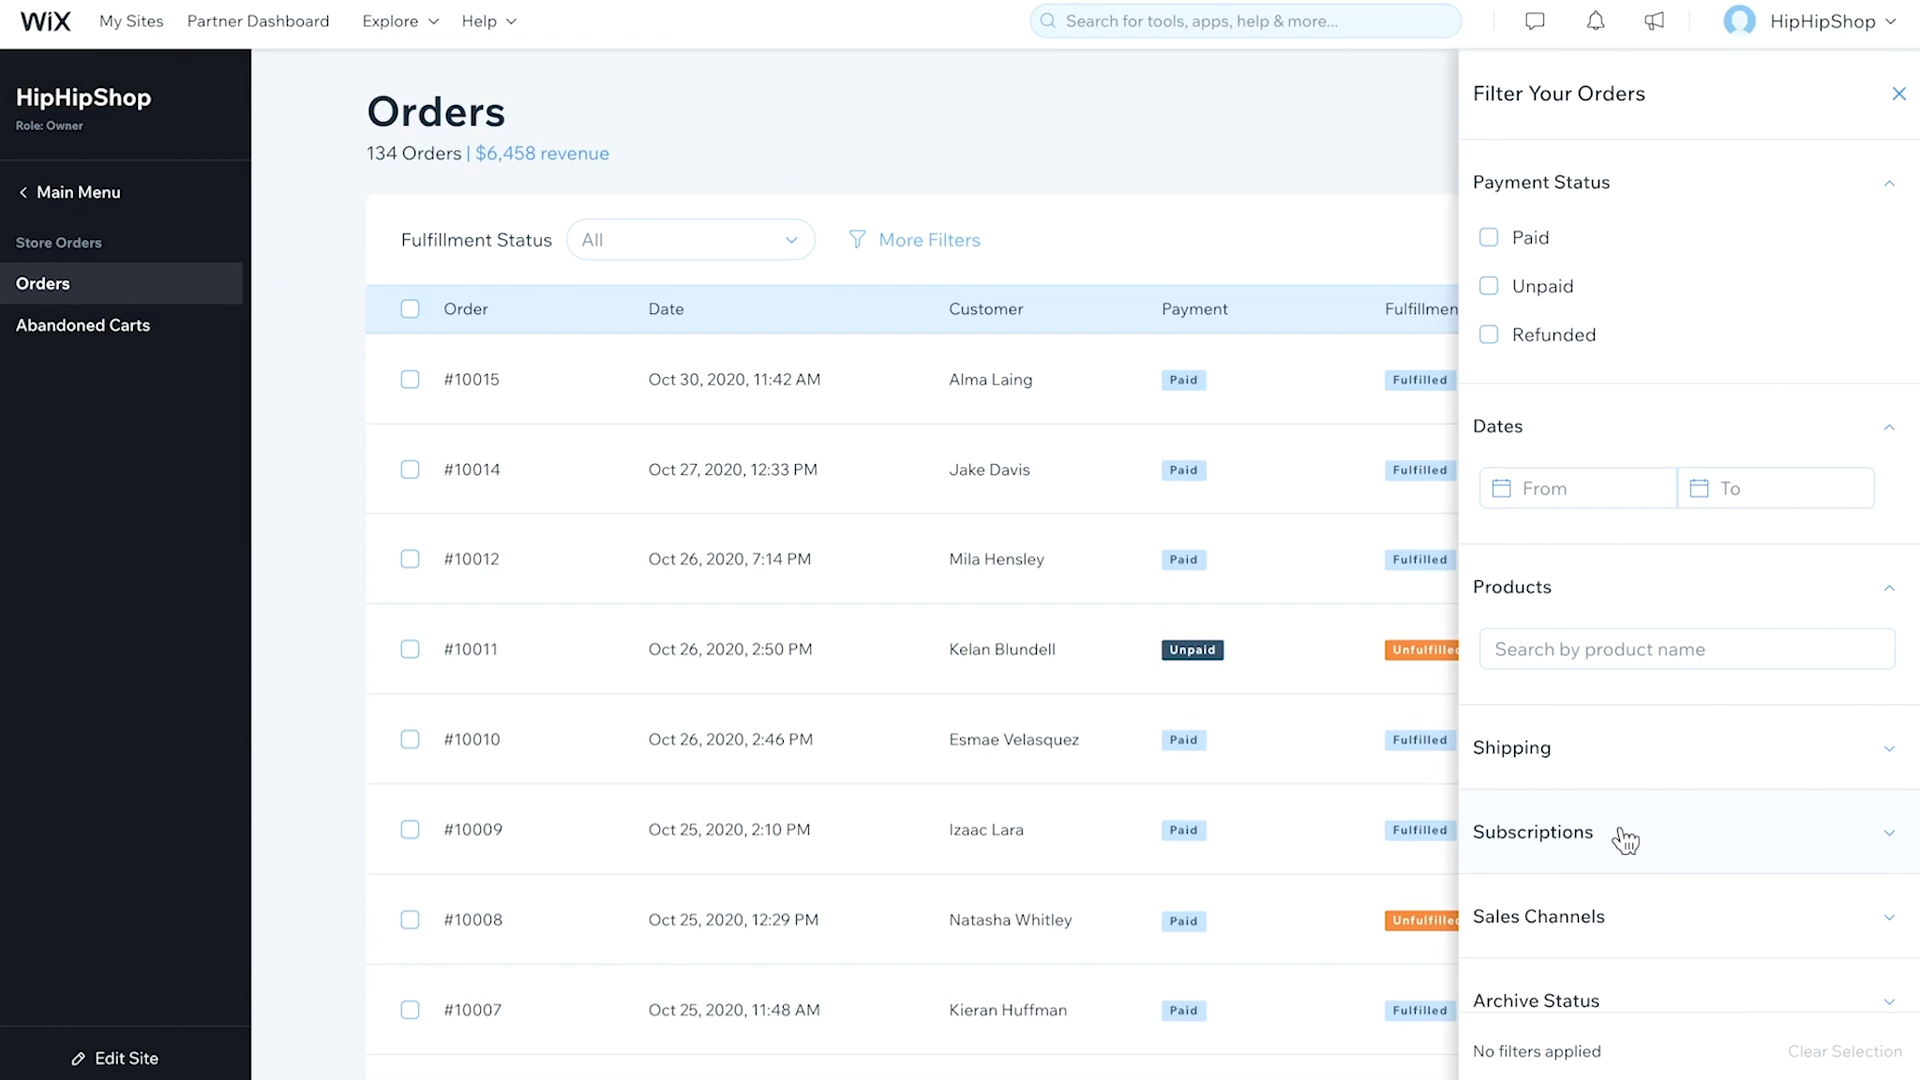 WiX My Sites Partner Dashboard Explore Help Search for tools, apps, help & more... HipHipShop
HipHipShop
Role: Owner
Main Menu
Store Orders
Orders
Abandoned Carts
Edit Site
Orders
134 Orders | $6,458 revenue
Fulfillment Status All More Filters
Order Date Customer Payment Fulfillmen
#10015 Oct 30, 2020, 11:42 AM Alma Laing Paid Fulfilled
#10014 Oct 27, 2020, 12:33 PM Jake Davis Paid Fulfilled
#10012 Oct 26, 2020, 7:14 PM Mila Hensley Paid Fulfilled
#10011 Oct 26, 2020, 2:50 PM Kelan Blundell Unpaid Unfulfilled
#10010 Oct 26, 2020, 2:46 PM Esmae Velasquez Paid Fulfilled
#10009 Oct 25, 2020, 2:10 PM Izaac Lara Paid Fulfilled
#10008 Oct 25, 2020, 12:29 PM Natasha Whitley Paid Unfulfilled
#10007 Oct 25, 2020, 11:48 AM Kieran Huffman Paid Fulfilled
Filter Your Orders
Payment Status
Paid
Unpaid
Refunded
Dates
From To
Products
Search by product name
Shipping
Subscriptions
Sales Channels
Archive Status
No filters applied Clear Selection